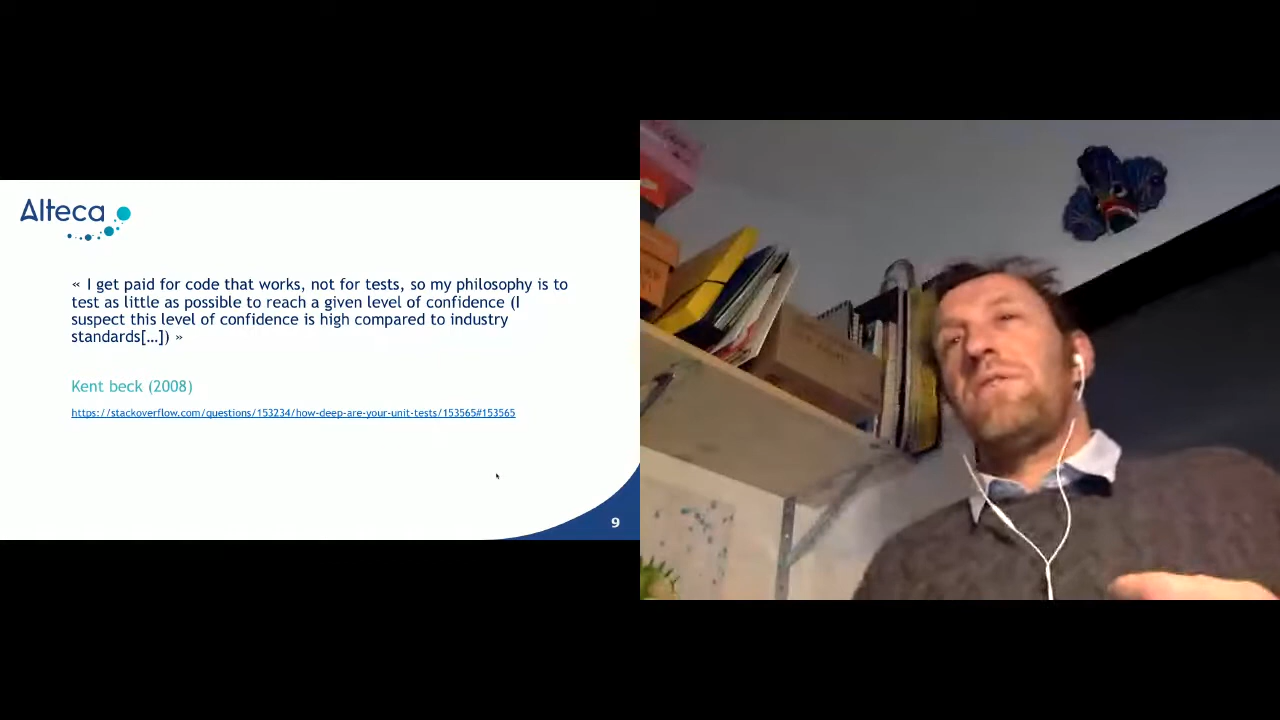 Alteca
« I get paid for code that works, not for tests, so my philosophy is to
test as little as possible to reach a given level of confidence (I
suspect this level of confidence is high compared to industry
standards[…]) »
Kent beck (2008)
https://stackoverflow.com/questions/153234/how-deep-are-your-unit-tests/153565#153565
9